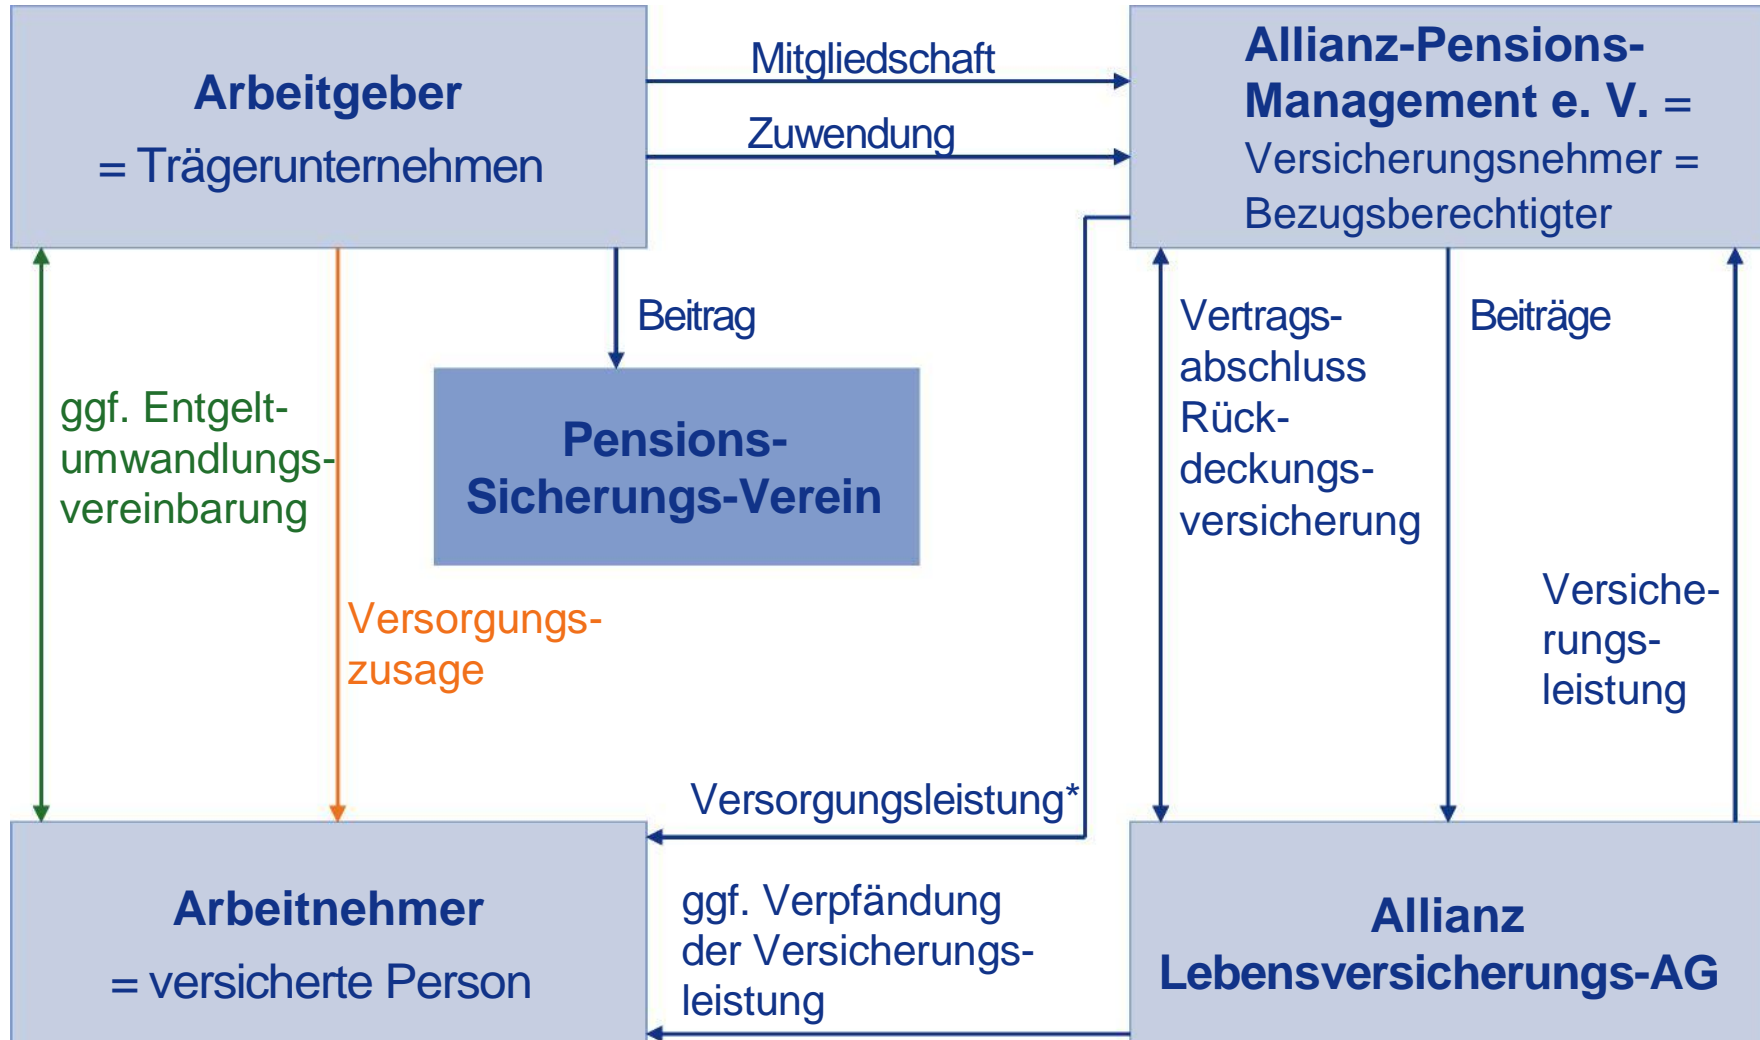 Arbeitgeber
= Trägerunternehmen
Mitgliedschaft
Zuwendung
Allianz-Pensions-
Management e. V. =
Versicherungsnehmer =
Bezugsberechtigter
ggf. Entgelt-
umwandlungs-
vereinbarung
Versorgungs-
zusage
Beitrag
Pensions-
Sicherungs-Verein
Vertrags-
abschluss
Rück-
deckungs-
versicherung
Beiträge
Versiche-
rungs-
leistung
Versorgungsleistung*
Arbeitnehmer
= versicherte Person
ggf. Verpfändung
der Versicherungs-
leistung
Allianz
Lebensversicherungs-AG